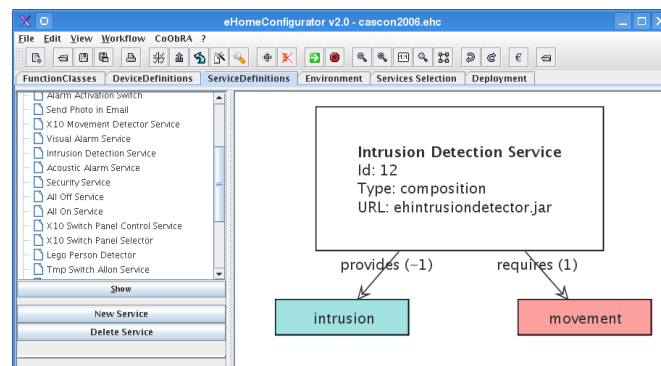 eHomeConfigurator v2.0 - cascon2006.ehc
File Edit View Workflow CoObRA ?
FunctionClasses DeviceDefinitions ServiceDefinitions Environment Services Selection Deployment
Alarm Activation Switch
Send Photo in Email
X10 Movement Detector Service
Visual Alarm Service
Intrusion Detection Service
Acoustic Alarm Service
Security Service
All Off Service
All On Service
X10 Switch Panel Control Service
X10 Switch Panel Selector
Lego Person Detector
Tmp Switch Allon Service
Show
New Service
Delete Service
Intrusion Detection Service
Id: 12
Type: composition
URL: ehintrusiondetector.jar
provides (−1) requires (1)
intrusion movement